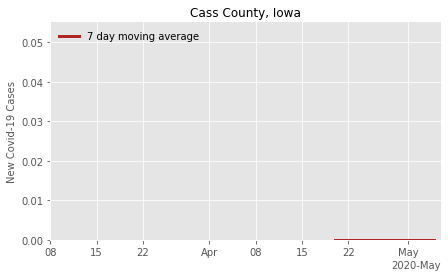 Cass County, Iowa
7 day moving average
New Covid-19 Cases
0.05
0.04
0.03
0.02
0.01
0.00
08 15 22 Apr 08 15 22 May
2020-May